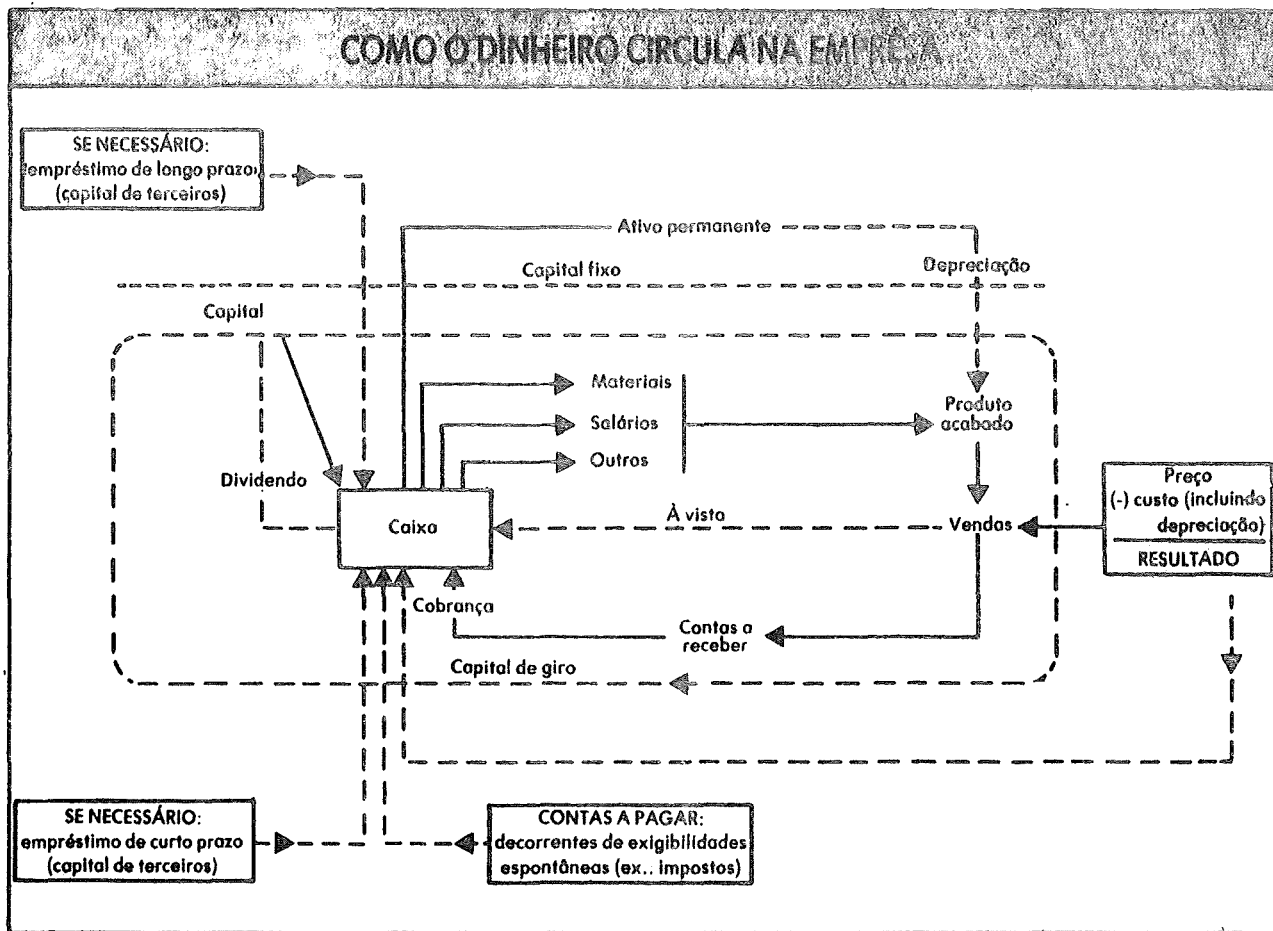 COMO O DINHEIRO CIRCULA NA EMPRESA
SE NECESSÁRIO:
empréstimo de longo prazo
(capital de terceiros)
Ativo permanente
Capital fixo
Depreciação
Capital
Materiais
Salários
Outros
Produto
acabado
Dividendo
Caixa
À vista
Vendas
Preço
(-) custo (incluindo
depreciação)
RESULTADO
Cobrança
Contas a
receber
Capital de giro
SE NECESSÁRIO:
empréstimo de curto prazo
(capital de terceiros)
CONTAS A PAGAR:
decorrentes de exigibilidades
espontâneas (ex.: impostos)